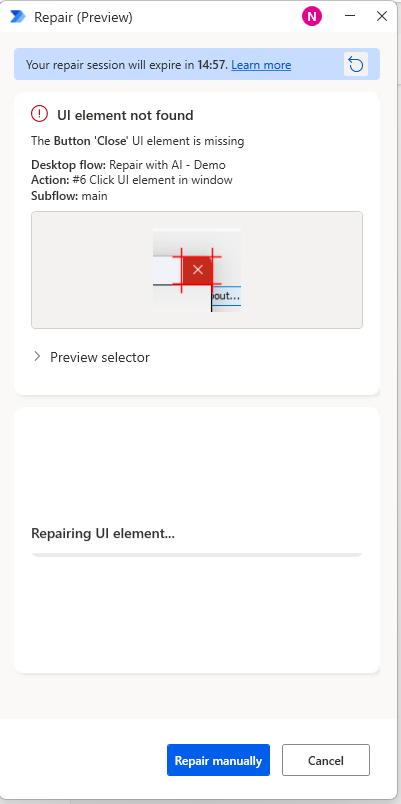 Repair (Preview)
N
Your repair session will expire in 14:57. Learn more
UI element not found
The Button 'Close' UI element is missing
Desktop flow: Repair with AI - Demo
Action: #6 Click UI element in window
Subflow: main
bout...
Preview selector
Repairing UI element...
Repair manually
Cancel